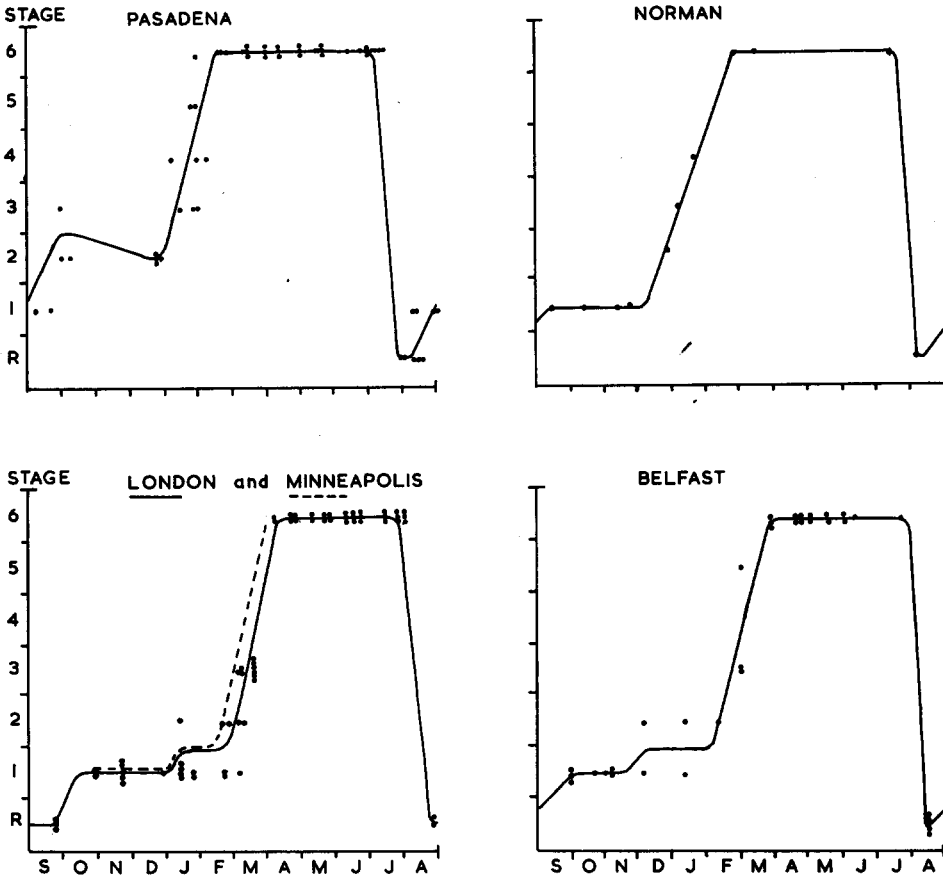 STAGE
PASADENA
6
5
4
3
2
1
R
NORMAN
STAGE
LONDON and MINNEAPOLIS
6
5
4
3
2
1
R
S O N D J F M A M J J A
BELFAST
S O N D J F M A M J J A